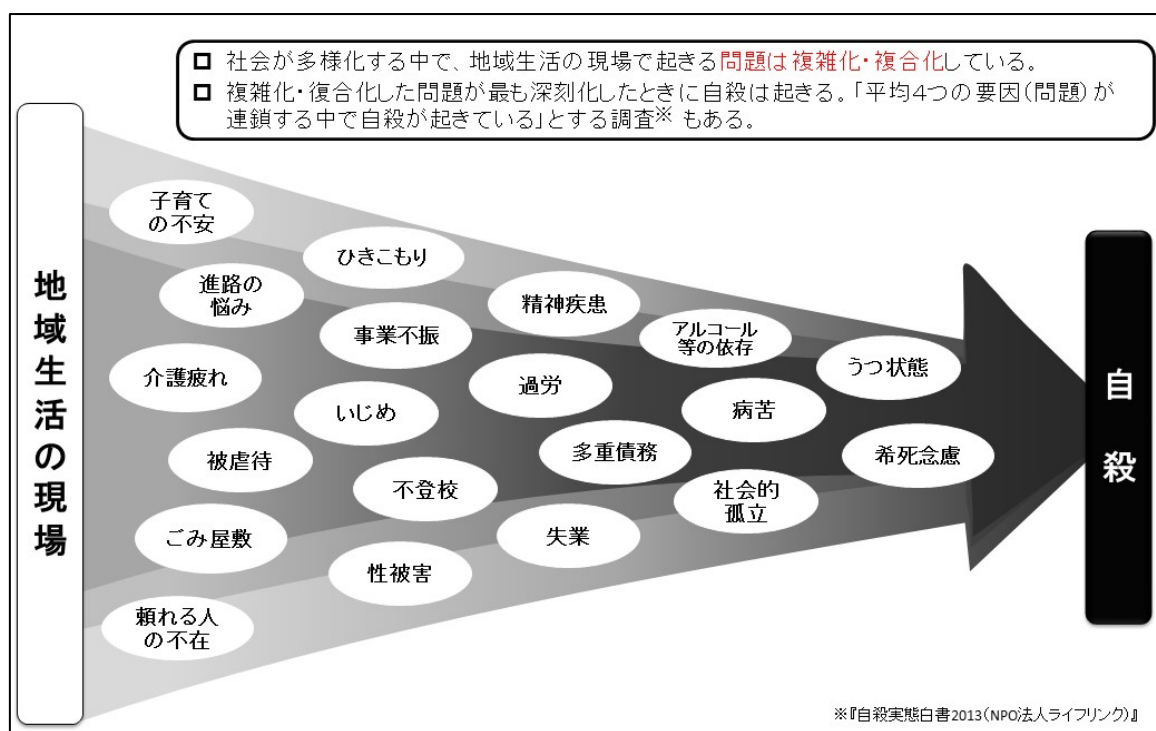 社会が多様化する中で、地域生活の現場で起きる問題は複雑化・複合化している。
複雑化・復合化した問題が最も深刻化したときに自殺は起きる。「平均4つの要因(問題)が
連鎖する中で自殺が起きている」とする調査※ もある。
地域生活の現場
子育て
の不安
進路の
悩み
介護疲れ
被虐待
ごみ屋敷
頼れる人
の不在
ひきこもり
事業不振
いじめ
不登校
性被害
精神疾患
過労
多重債務
失業
アルコール
等の依存
病苦
社会的
孤立
うつ状態
希死念慮
自殺
※『自殺実態白書2013(NPO法人ライフリンク)』